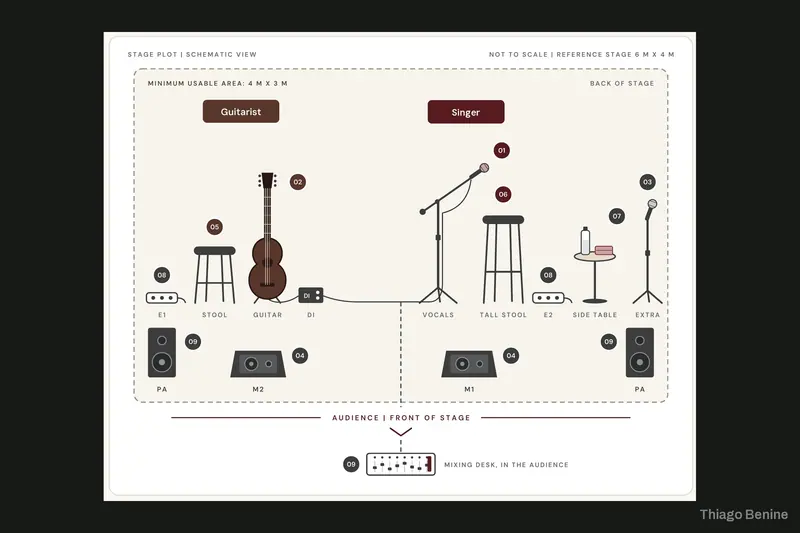 STAGE PLOT | SCHEMATIC VIEW
NOT TO SCALE | REFERENCE STAGE 6 M X 4 M
MINIMUM USABLE AREA: 4 M X 3 M
BACK OF STAGE
Guitarist
Singer
01
02
03
06
07
05
08
08
DI
E1
STOOL
GUITAR
DI
VOCALS
TALL STOOL
E2
SIDE TABLE
EXTRA
09
04
04
09
PA
M2
M1
PA
AUDIENCE | FRONT OF STAGE
09
MIXING DESK, IN THE AUDIENCE
Thiago Benine